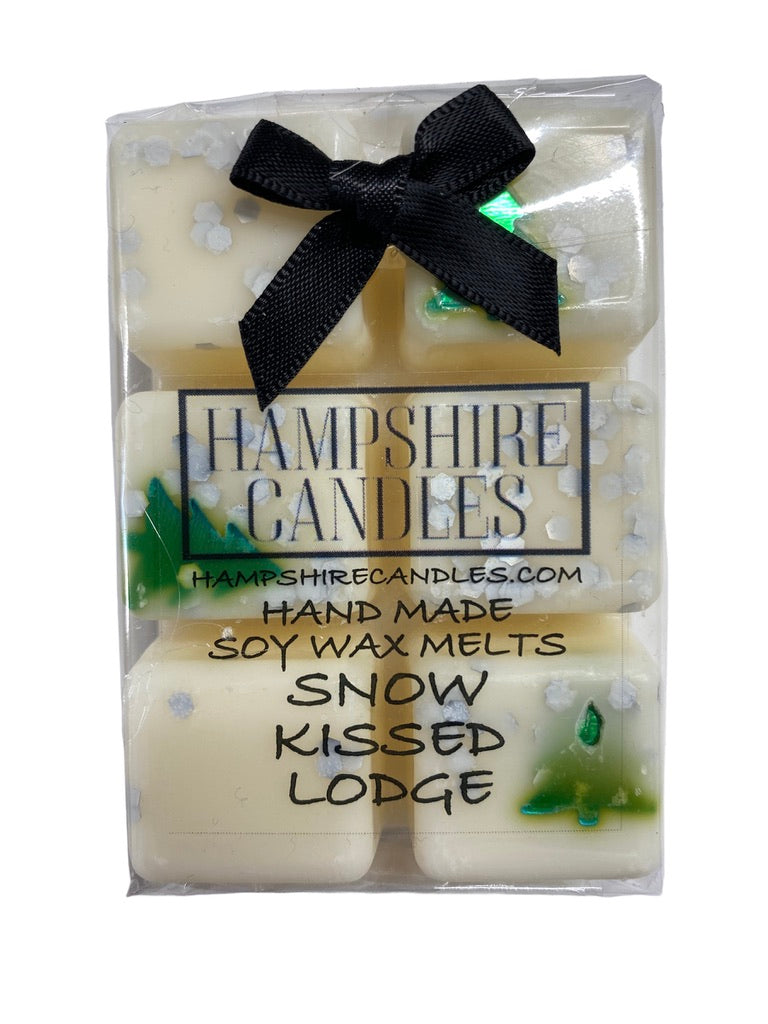 HAMPSHIRE
CANDLES
HAMPSHIRECANDLES.COM
HAND MADE
SOY WAX MELTS
SNOW
KISSED
LODGE